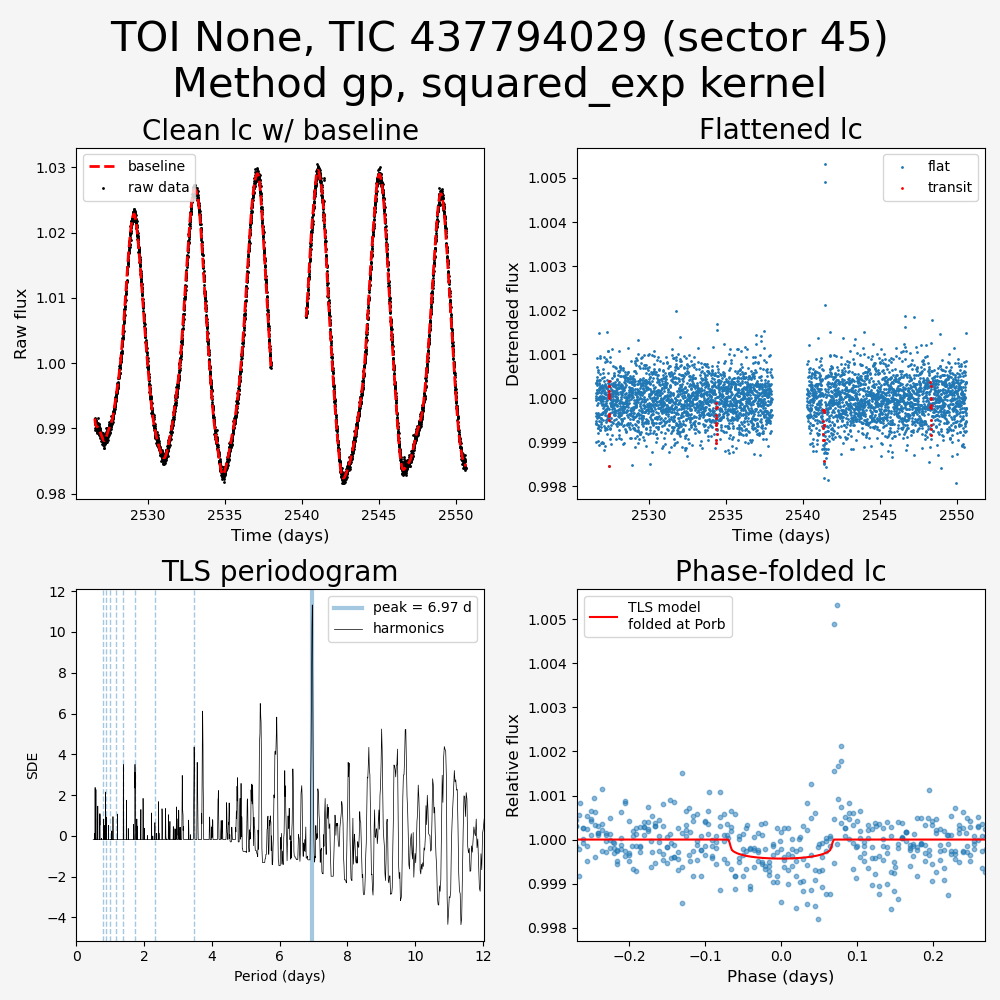 TOI None, TIC 437794029 (sector 45)
Method gp, squared_exp kernel
Clean lc w/ baseline
baseline
raw data
1.03
1.02
1.01
1.00
0.99
0.98
Raw flux
2530
2535
2540
2545
2550
Time (days)
Flattened lc
flat
transit
1.005
1.004
1.003
1.002
1.001
1.000
0.999
0.998
Detrended flux
2530
2535
2540
2545
2550
Time (days)
TLS periodogram
peak = 6.97 d
harmonics
12
10
8
6
4
2
0
−2
−4
SDE
0
2
4
6
8
10
12
Period (days)
Phase-folded lc
TLS model
folded at Porb
1.005
1.004
1.003
1.002
1.001
1.000
0.999
0.998
Relative flux
−0.2
−0.1
0.0
0.1
0.2
Phase (days)